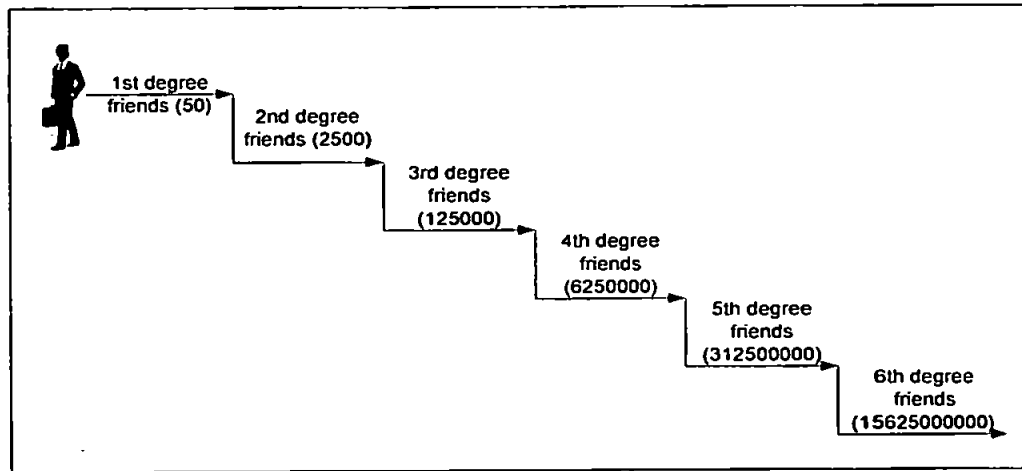 1st degree
friends (50)
2nd degree
friends (2500)
3rd degree
friends
(125000)
4th degree
friends
(6250000)
5th degree
friends
(312500000)
6th degree
friends
(15625000000)